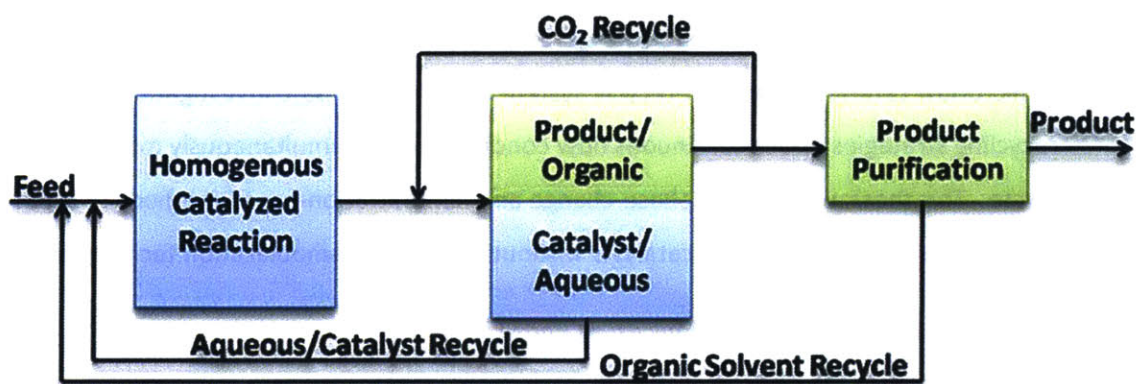 CO₂ Recycle
Feed
Homogenous
Catalyzed
Reaction
Product/
Organic
Catalyst/
Aqueous
Product
Purification
Product
Aqueous/Catalyst Recycle
Organic Solvent Recycle